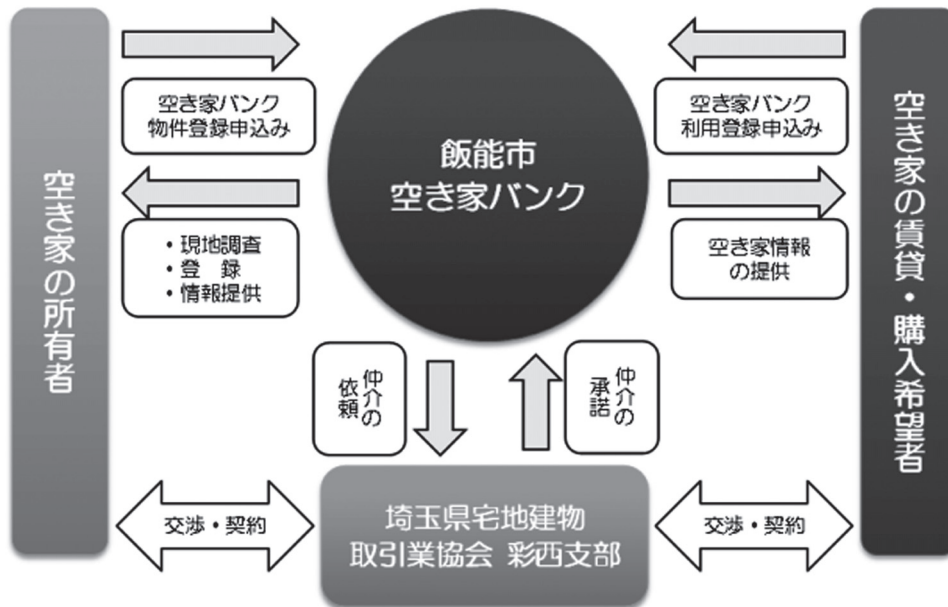 空き家の所有者
空き家バンク
物件登録申込み
・現地調査
・登　録
・情報提供
飯能市
空き家バンク
空き家バンク
利用登録申込み
空き家情報
の提供
空き家の賃貸・購入希望者
仲介の
依頼
仲介の
承諾
交渉・契約
埼玉県宅地建物
取引業協会 彩西支部
交渉・契約